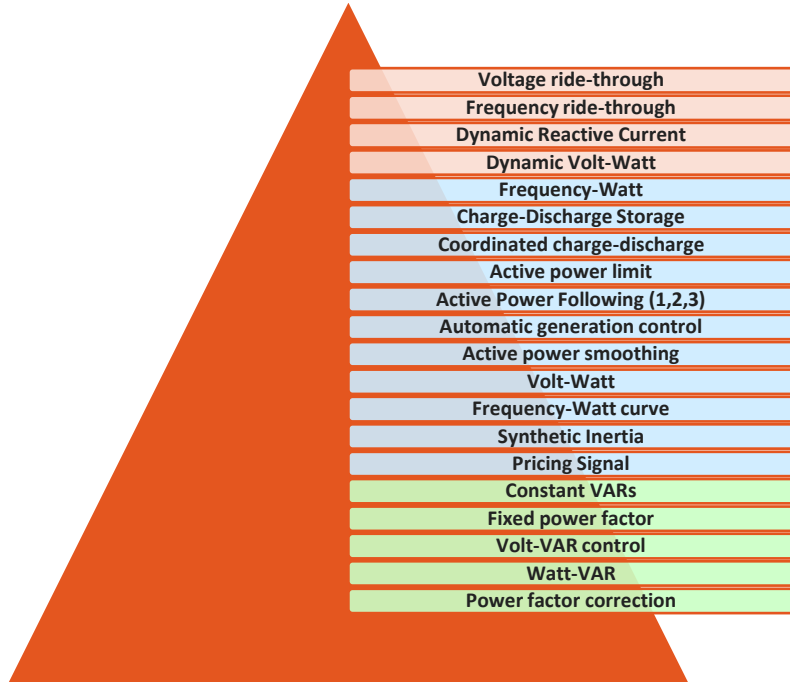 Voltage ride-through
Frequency ride-through
Dynamic Reactive Current
Dynamic Volt-Watt
Frequency-Watt
Charge-Discharge Storage
Coordinated charge-discharge
Active power limit
Active Power Following (1,2,3)
Automatic generation control
Active power smoothing
Volt-Watt
Frequency-Watt curve
Synthetic Inertia
Pricing Signal
Constant VARs
Fixed power factor
Volt-VAR control
Watt-VAR
Power factor correction